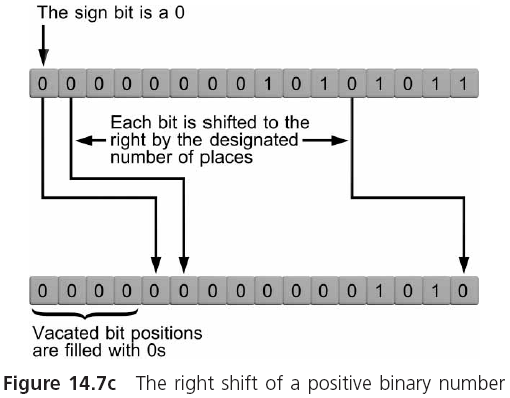 The sign bit is a 0
0 0 0 0 0 0 0 0 1 0 1 0 1 0 1 1
Each bit is shifted to the
right by the designated
number of places
0 0 0 0 0 0 0 0 0 0 0 0 1 0 1 0
Vacated bit positions
are filled with 0s
Figure 14.7c The right shift of a positive binary number